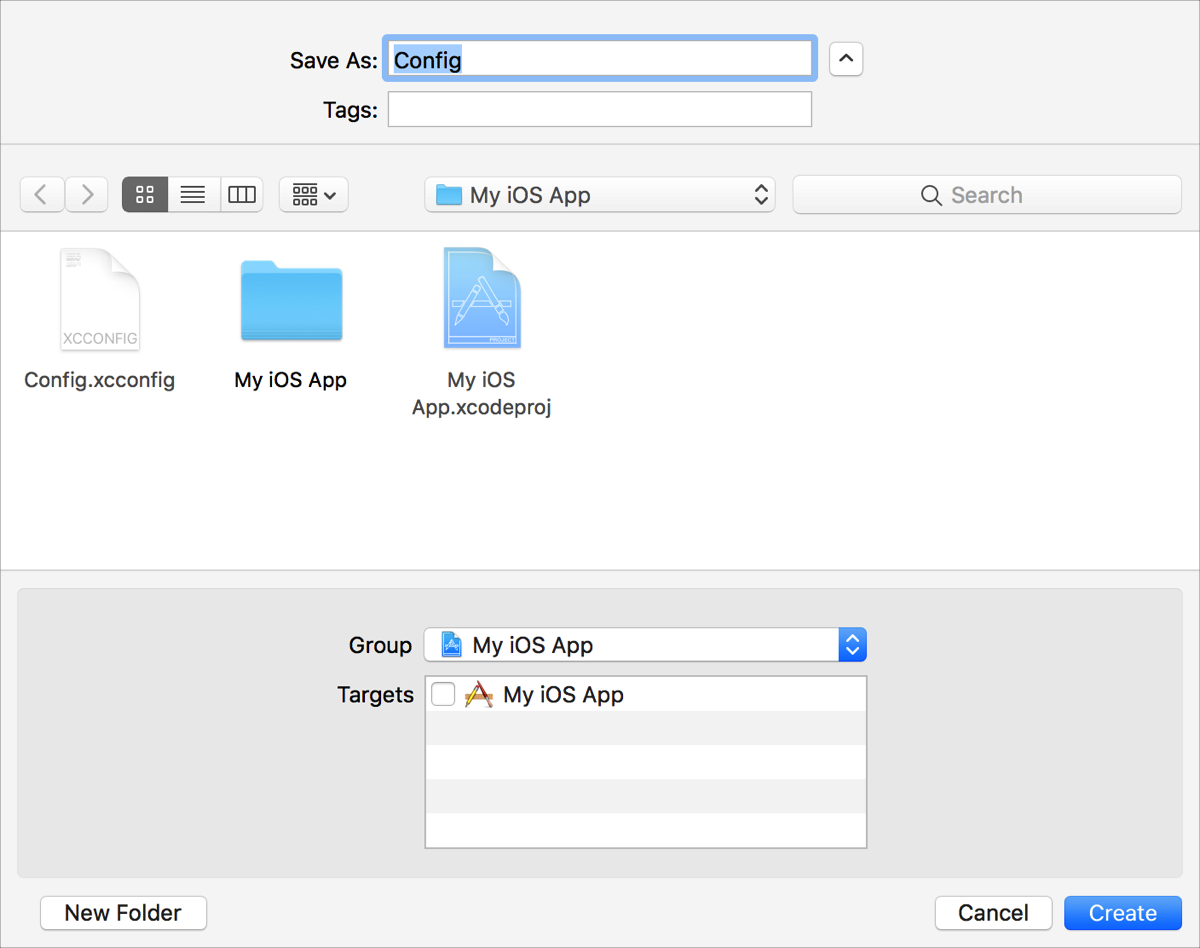 Save As: Config
Tags:
My iOS App
Search
XCCONFIG
PROJECT
Config.xcconfig
My iOS App
My iOS
App.xcodeproj
Group My iOS App
Targets My iOS App
New Folder
Cancel
Create